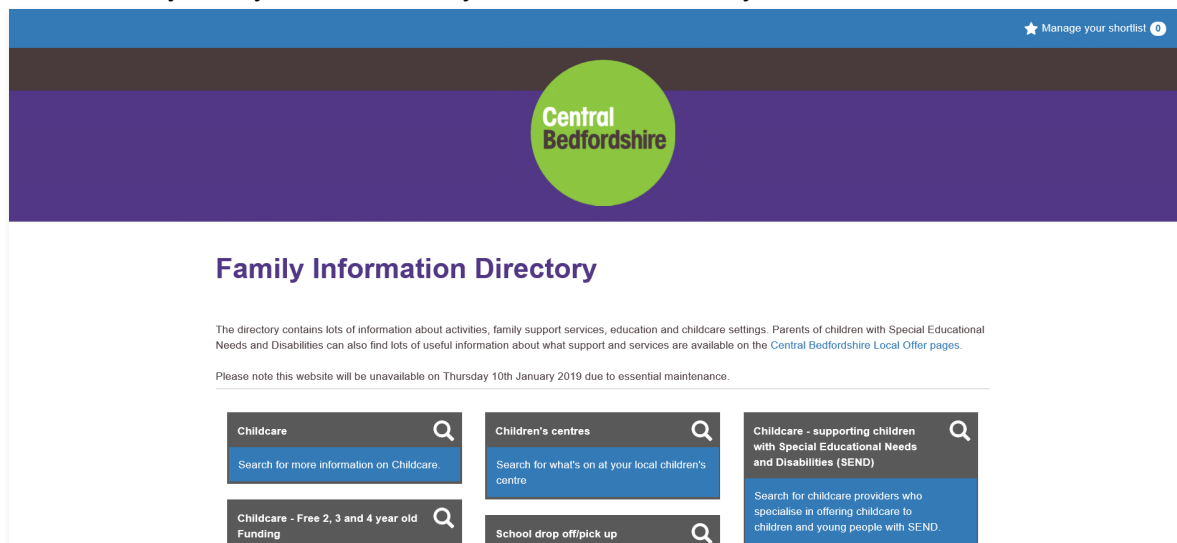 Manage your shortlist 0
Central
Bedfordshire
Family Information Directory
The directory contains lots of information about activities, family support services, education and childcare settings. Parents of children with Special Educational
Needs and Disabilities can also find lots of useful information about what support and services are available on the Central Bedfordshire Local Offer pages.
Please note this website will be unavailable on Thursday 10th January 2019 due to essential maintenance.
Childcare
Search for more information on Childcare.
Childcare - Free 2, 3 and 4 year old
Funding
Children's centres
Search for what's on at your local children's
centre
School drop off/pick up
Childcare - supporting children
with Special Educational Needs
and Disabilities (SEND)
Search for childcare providers who
specialise in offering childcare to
children and young people with SEND.